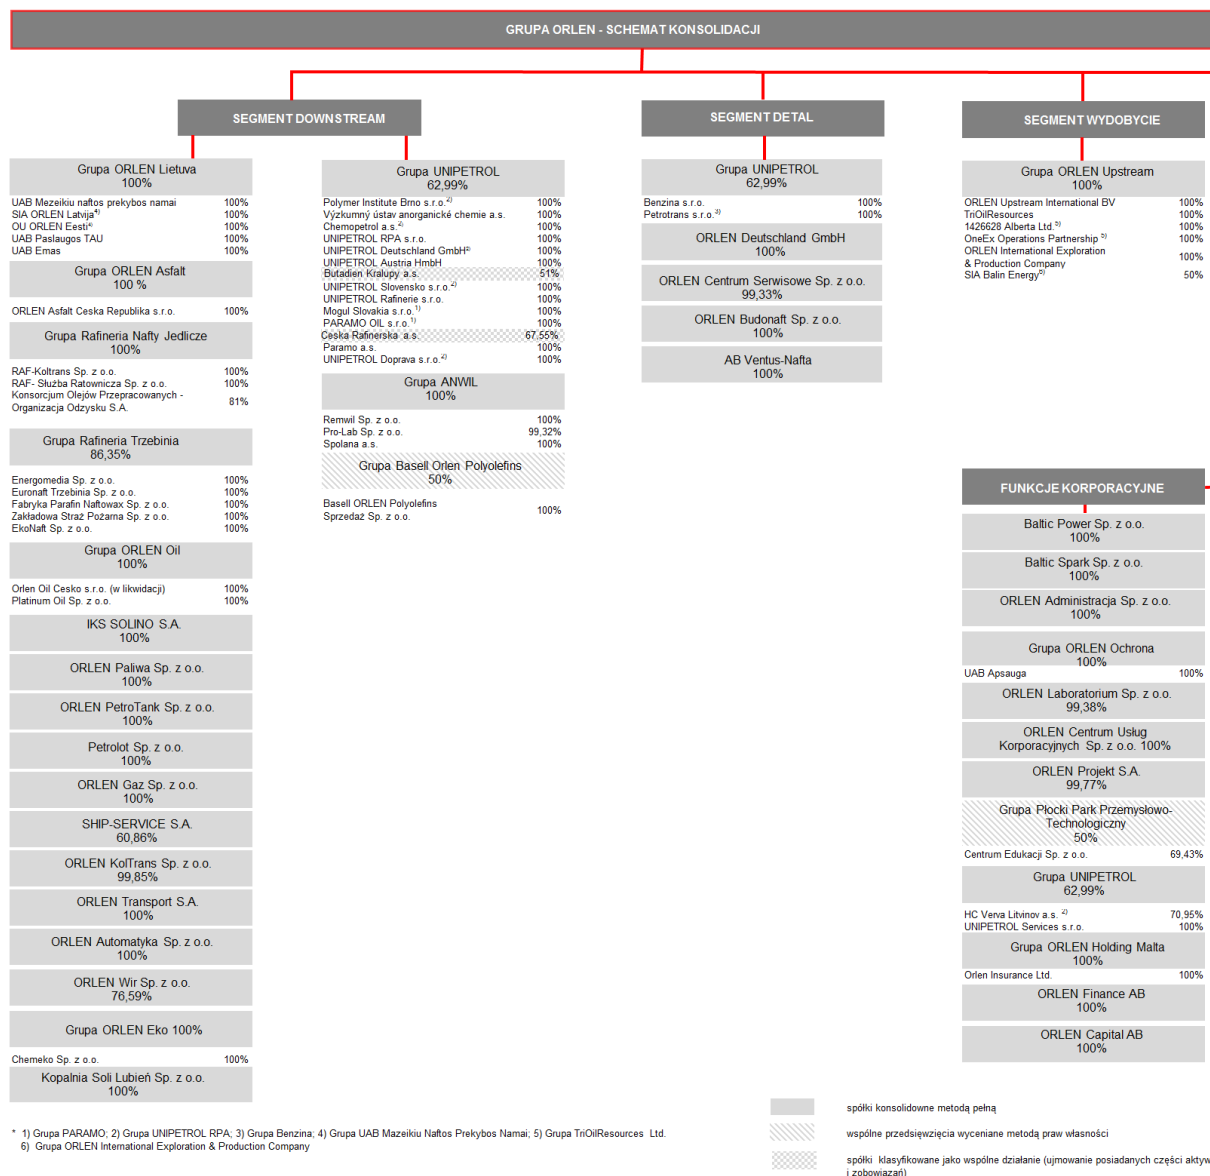 GRUPA ORLEN - SCHEMAT KONSOLIDACJI
SEGMENT DOWNSTREAM
Grupa ORLEN Lietuva
100%
UAB Mezeikiu naftos prekybos namai 100%
SIA ORLEN Latvija4) 100%
OU ORLEN Eesti4) 100%
UAB Paslaugos TAU 100%
UAB Emas 100%
Grupa ORLEN Asfalt
100 %
ORLEN Asfalt Ceska Republika s.r.o. 100%
Grupa Rafineria Nafty Jedlicze
100%
RAF-Koltrans Sp. z o.o. 100%
RAF- Służba Ratownicza Sp. z o.o. 100%
Konsorcjum Olejów Przepracowanych -
Organizacja Odzysku S.A. 81%
Grupa Rafineria Trzebinia
86,35%
Energomedia Sp. z o.o. 100%
Euronaft Trzebinia Sp. z o.o. 100%
Fabryka Parafin Naftowax Sp. z o.o. 100%
Zakładowa Straż Pożarna Sp. z o.o. 100%
EkoNaft Sp. z o.o. 100%
Grupa ORLEN Oil
100%
Orlen Oil Cesko s.r.o. (w likwidacji) 100%
Platinum Oil Sp. z o.o. 100%
IKS SOLINO S.A.
100%
ORLEN Paliwa Sp. z o.o.
100%
ORLEN PetroTank Sp. z o.o.
100%
Petrolot Sp. z o.o.
100%
ORLEN Gaz Sp. z o.o.
100%
SHIP-SERVICE S.A.
60,86%
ORLEN KolTrans Sp. z o.o.
99,85%
ORLEN Transport S.A.
100%
ORLEN Automatyka Sp. z o.o.
100%
ORLEN Wir Sp. z o.o.
76,59%
Grupa ORLEN Eko 100%
Chemeko Sp. z o.o. 100%
Kopalnia Soli Lubień Sp. z o.o.
100%
Grupa UNIPETROL
62,99%
Polymer Institute Brno s.r.o.2) 100%
Výzkumný ústav anorganické chemie a.s. 100%
Chemopetrol a.s.2) 100%
UNIPETROL RPA s.r.o. 100%
UNIPETROL Deutschland GmbH2) 100%
UNIPETROL Austria HmbH 100%
Butadien Kralupy a.s. 51%
UNIPETROL Slovensko s.r.o.2) 100%
UNIPETROL Rafinerie s.r.o. 100%
Mogul Slovakia s.r.o.1) 100%
PARAMO OIL s.r.o.1) 100%
Ceska Rafinerska a.s. 67,55%
Paramo a.s. 100%
UNIPETROL Doprava s.r.o.2) 100%
Grupa ANWIL
100%
Remwil Sp. z o.o. 100%
Pro-Lab Sp. z o.o. 99,32%
Spolana a.s. 100%
Grupa Basell Orlen Polyolefins
50%
Basell ORLEN Polyolefins
Sprzedaż Sp. z o.o. 100%
SEGMENT DETAL
Grupa UNIPETROL
62,99%
Benzina s.r.o. 100%
Petrotrans s.r.o.3) 100%
ORLEN Deutschland GmbH
100%
ORLEN Centrum Serwisowe Sp. z o.o.
99,33%
ORLEN Budonaft Sp. z o.o.
100%
AB Ventus-Nafta
100%
SEGMENT WYDOBYCIE
Grupa ORLEN Upstream
100%
ORLEN Upstream International BV 100%
TriOilResources 100%
1426628 Alberta Ltd.5) 100%
OneEx Operations Partnership 5) 100%
ORLEN International Exploration
& Production Company 100%
SIA Balin Energy6) 50%
FUNKCJE KORPORACYJNE
Baltic Power Sp. z o.o.
100%
Baltic Spark Sp. z o.o.
100%
ORLEN Administracja Sp. z o.o.
100%
Grupa ORLEN Ochrona
100%
UAB Apsauga 100%
ORLEN Laboratorium Sp. z o.o.
99,38%
ORLEN Centrum Usług
Korporacyjnych Sp. z o.o. 100%
ORLEN Projekt S.A.
99,77%
Grupa Płocki Park Przemysłowo-
Technologiczny
50%
Centrum Edukacji Sp. z o.o. 69,43%
Grupa UNIPETROL
62,99%
HC Verva Litvinov a.s. 2) 70,95%
UNIPETROL Services s.r.o. 100%
Grupa ORLEN Holding Malta
100%
Orlen Insurance Ltd. 100%
ORLEN Finance AB
100%
ORLEN Capital AB
100%
spółki konsolidowne metodą pełną
wspólne przedsięwzięcia wyceniane metodą praw własności
spółki klasyfikowane jako wspólne działanie (ujmowanie posiadanych części aktyw
i zobowiązań)
* 1) Grupa PARAMO; 2) Grupa UNIPETROL RPA; 3) Grupa Benzina; 4) Grupa UAB Mazeikiu Naftos Prekybos Namai; 5) Grupa TriOilResources Ltd.
6) Grupa ORLEN International Exploration & Production Company